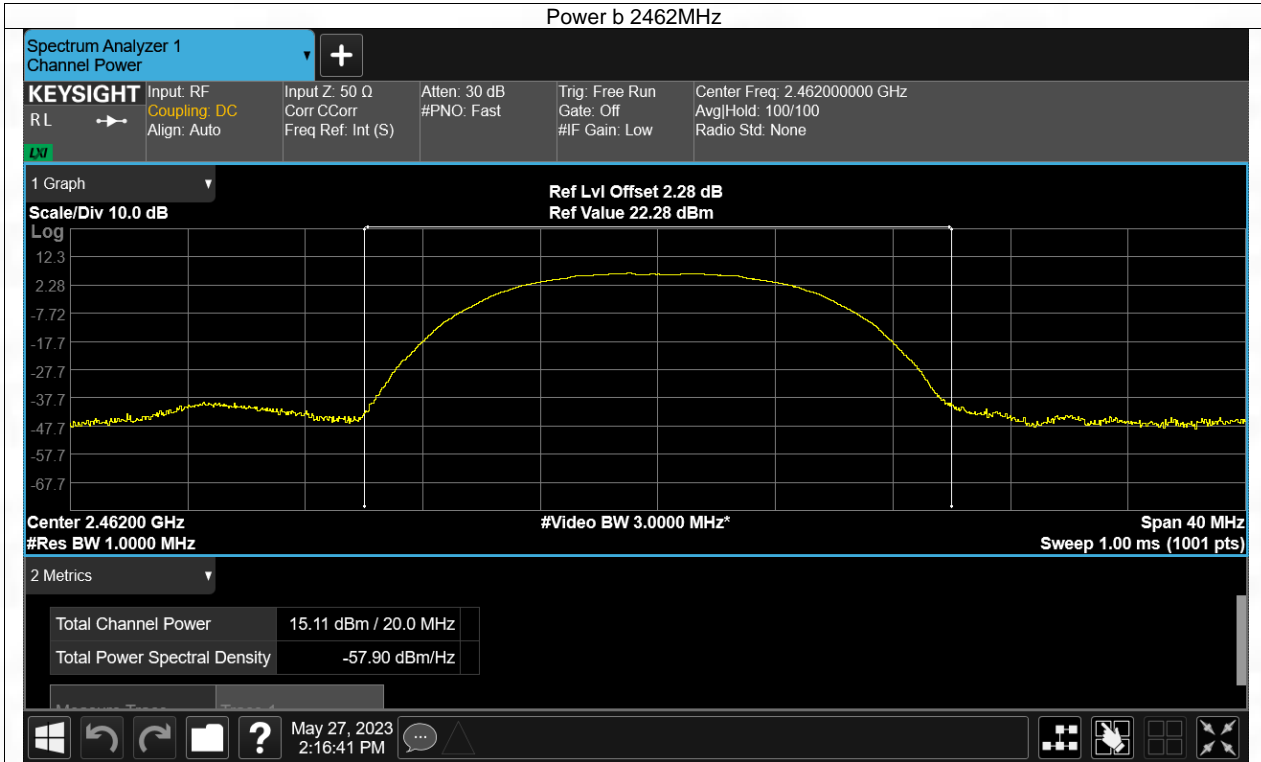 Power b 2462MHz
Spectrum Analyzer 1
Channel Power
+
KEYSIGHT
R L
LXI
Input: RF
Coupling: DC
Align: Auto
Input Z: 50 Ω
Corr CCorr
Freq Ref: Int (S)
Atten: 30 dB
#PNO: Fast
Trig: Free Run
Gate: Off
#IF Gain: Low
Center Freq: 2.462000000 GHz
Avg|Hold: 100/100
Radio Std: None
1 Graph
Scale/Div 10.0 dB
Ref Lvl Offset 2.28 dB
Ref Value 22.28 dBm
Log
12.3
2.28
-7.72
-17.7
-27.7
-37.7
-47.7
-57.7
-67.7
Center 2.46200 GHz
#Res BW 1.0000 MHz
#Video BW 3.0000 MHz*
Span 40 MHz
Sweep 1.00 ms (1001 pts)
2 Metrics
Total Channel Power 15.11 dBm / 20.0 MHz
Total Power Spectral Density -57.90 dBm/Hz
?
May 27, 2023
2:16:41 PM